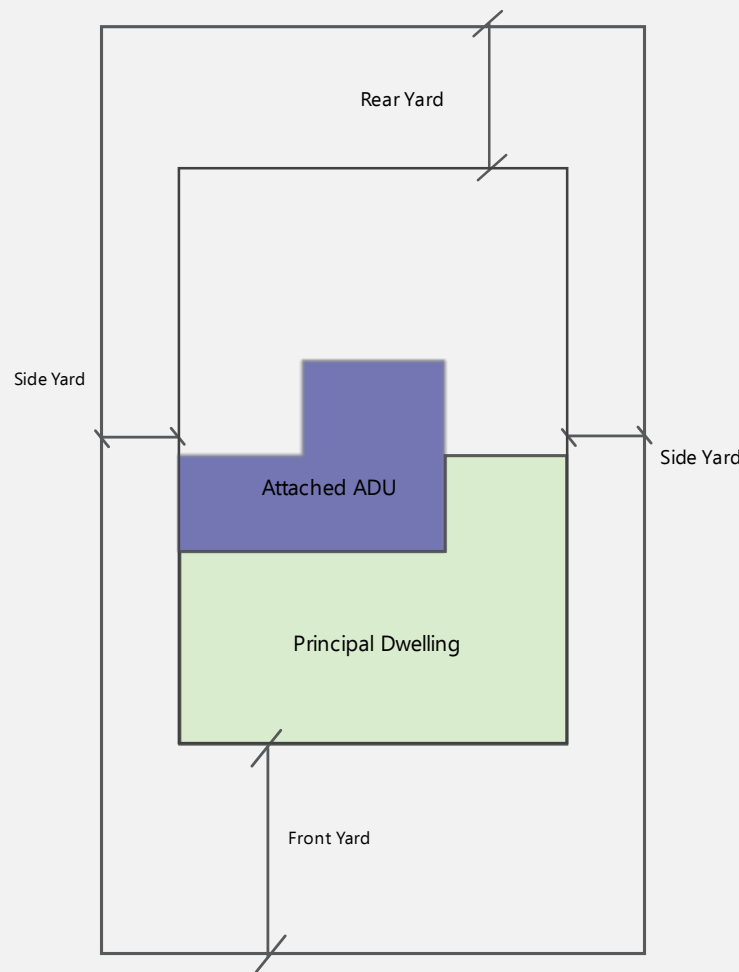 Rear Yard
Side Yard
Side Yard
Attached ADU
Principal Dwelling
Front Yard